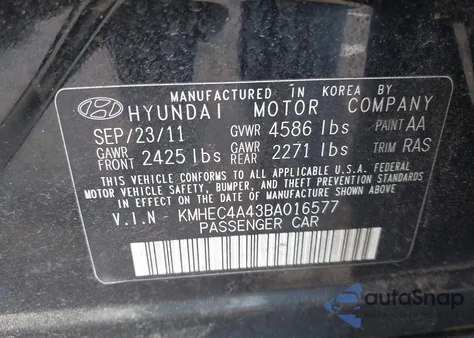 MANUFACTURED IN KOREA BY
HYUNDAI MOTOR COMPANY
SEP/23/11 GVWR 4586 lbs PAINT AA
GAWR FRONT 2425 lbs GAWR REAR 2271 lbs TRIM RAS
THIS VEHICLE CONFORMS TO ALL APPLICABLE U.S.A. FEDERAL
MOTOR VEHICLE SAFETY, BUMPER, AND THEFT PREVENTION STANDARDS
IN EFFECT ON THE DATE OF MANUFACTURE SHOWN ABOVE.
V.I.N - KMHEC4A43BA016577
PASSENGER CAR
autoSnap